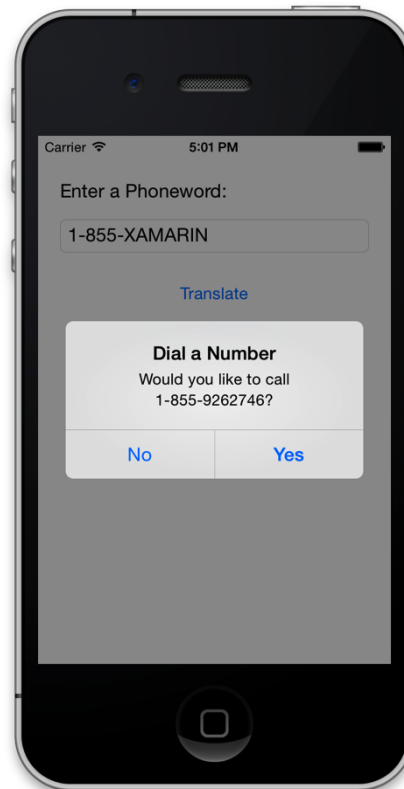 Carrier 5:01 PM
Enter a Phoneword:
1-855-XAMARIN
Translate
Dial a Number
Would you like to call
1-855-9262746?
No Yes